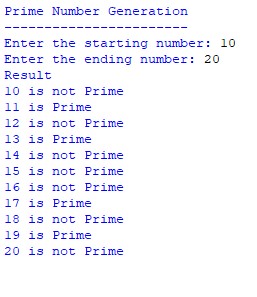 Prime Number Generation
-----------------------
Enter the starting number: 10
Enter the ending number: 20
Result
10 is not Prime
11 is Prime
12 is not Prime
13 is Prime
14 is not Prime
15 is not Prime
16 is not Prime
17 is Prime
18 is not Prime
19 is Prime
20 is not Prime